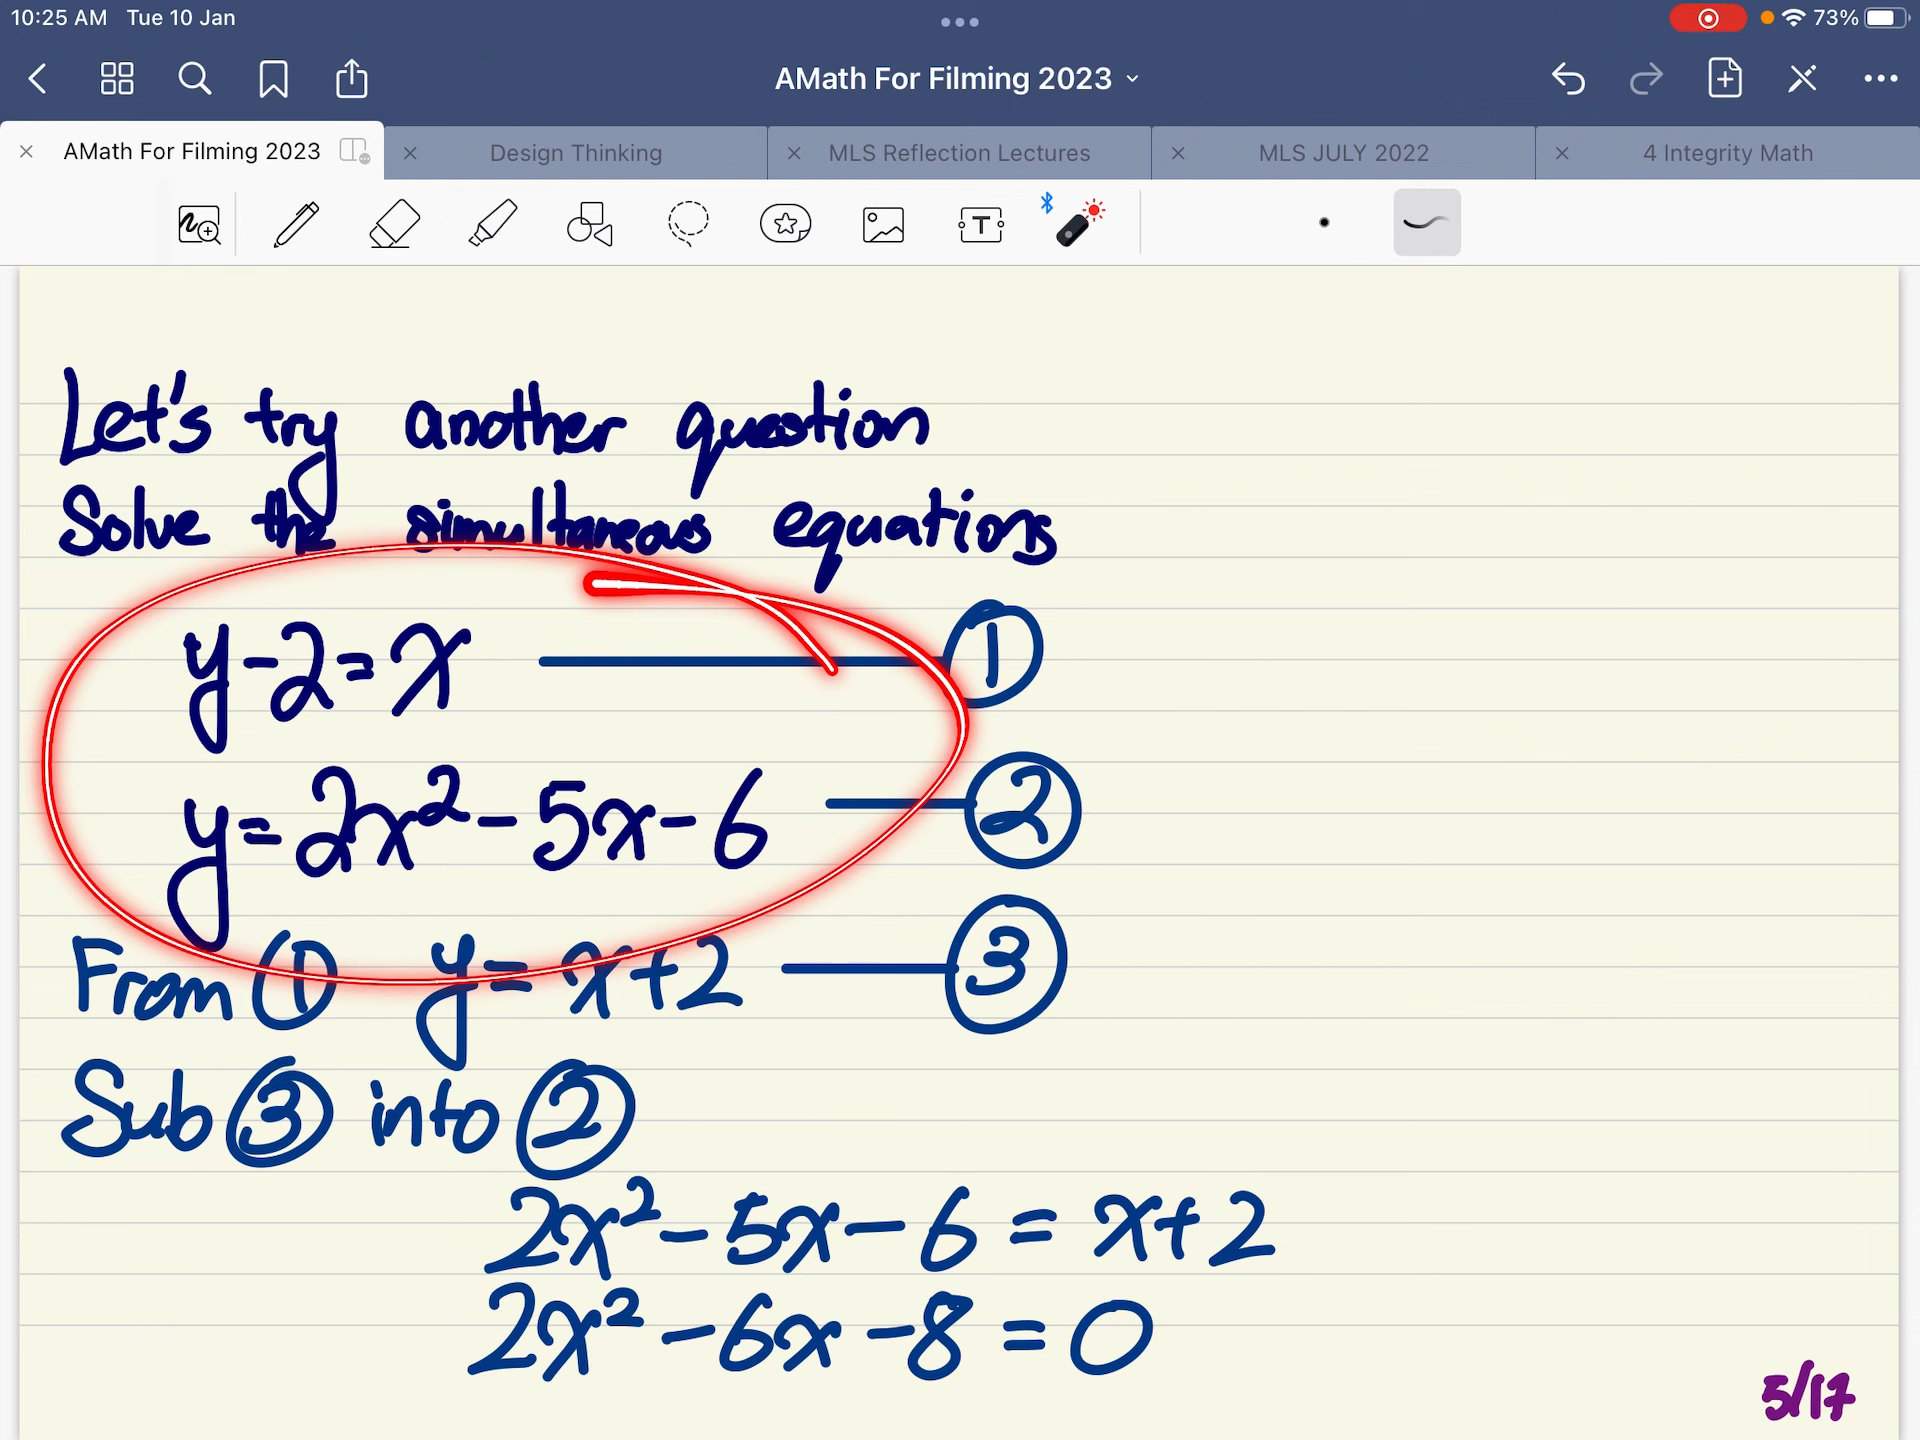 10:25 AM Tue 10 Jan
73%
AMath For Filming 2023
AMath For Filming 2023 Design Thinking MLS Reflection Lectures MLS JULY 2022 4 Integrity Math
Let's try another question
Solve the simultaneous equations
y-2=x ①
y=2x²-5x-6 ②
From ① y=x+2 ③
Sub ③ into ②
2x²-5x-6=x+2
2x²-6x-8=0
5/17